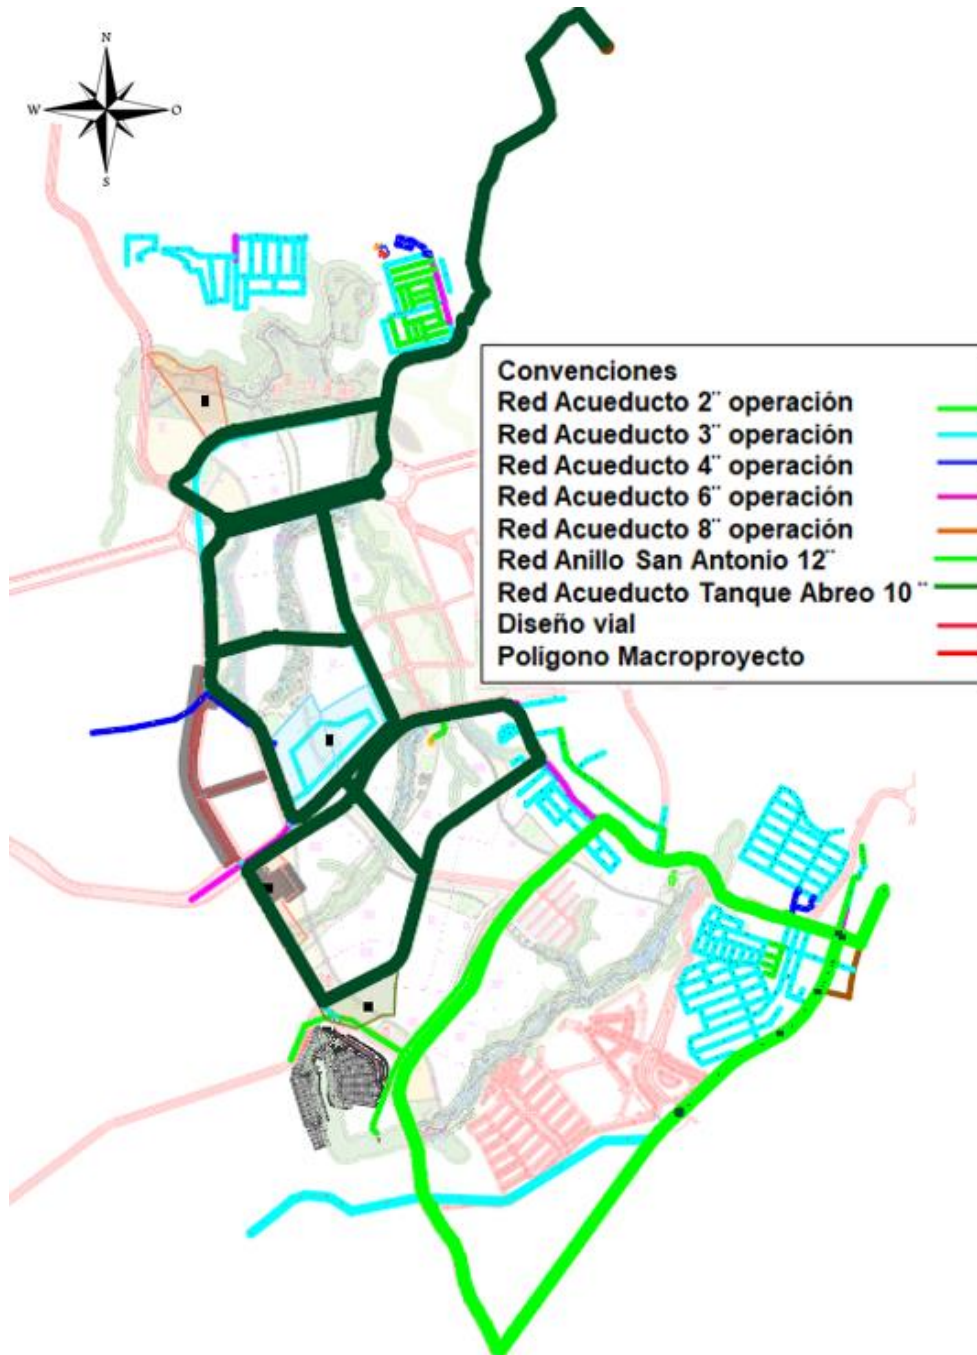 N
W O
S
Convenciones
Red Acueducto 2¨ operación
Red Acueducto 3¨ operación
Red Acueducto 4¨ operación
Red Acueducto 6¨ operación
Red Acueducto 8¨ operación
Red Anillo San Antonio 12¨
Red Acueducto Tanque Abreo 10¨
Diseño vial
Polígono Macroproyecto